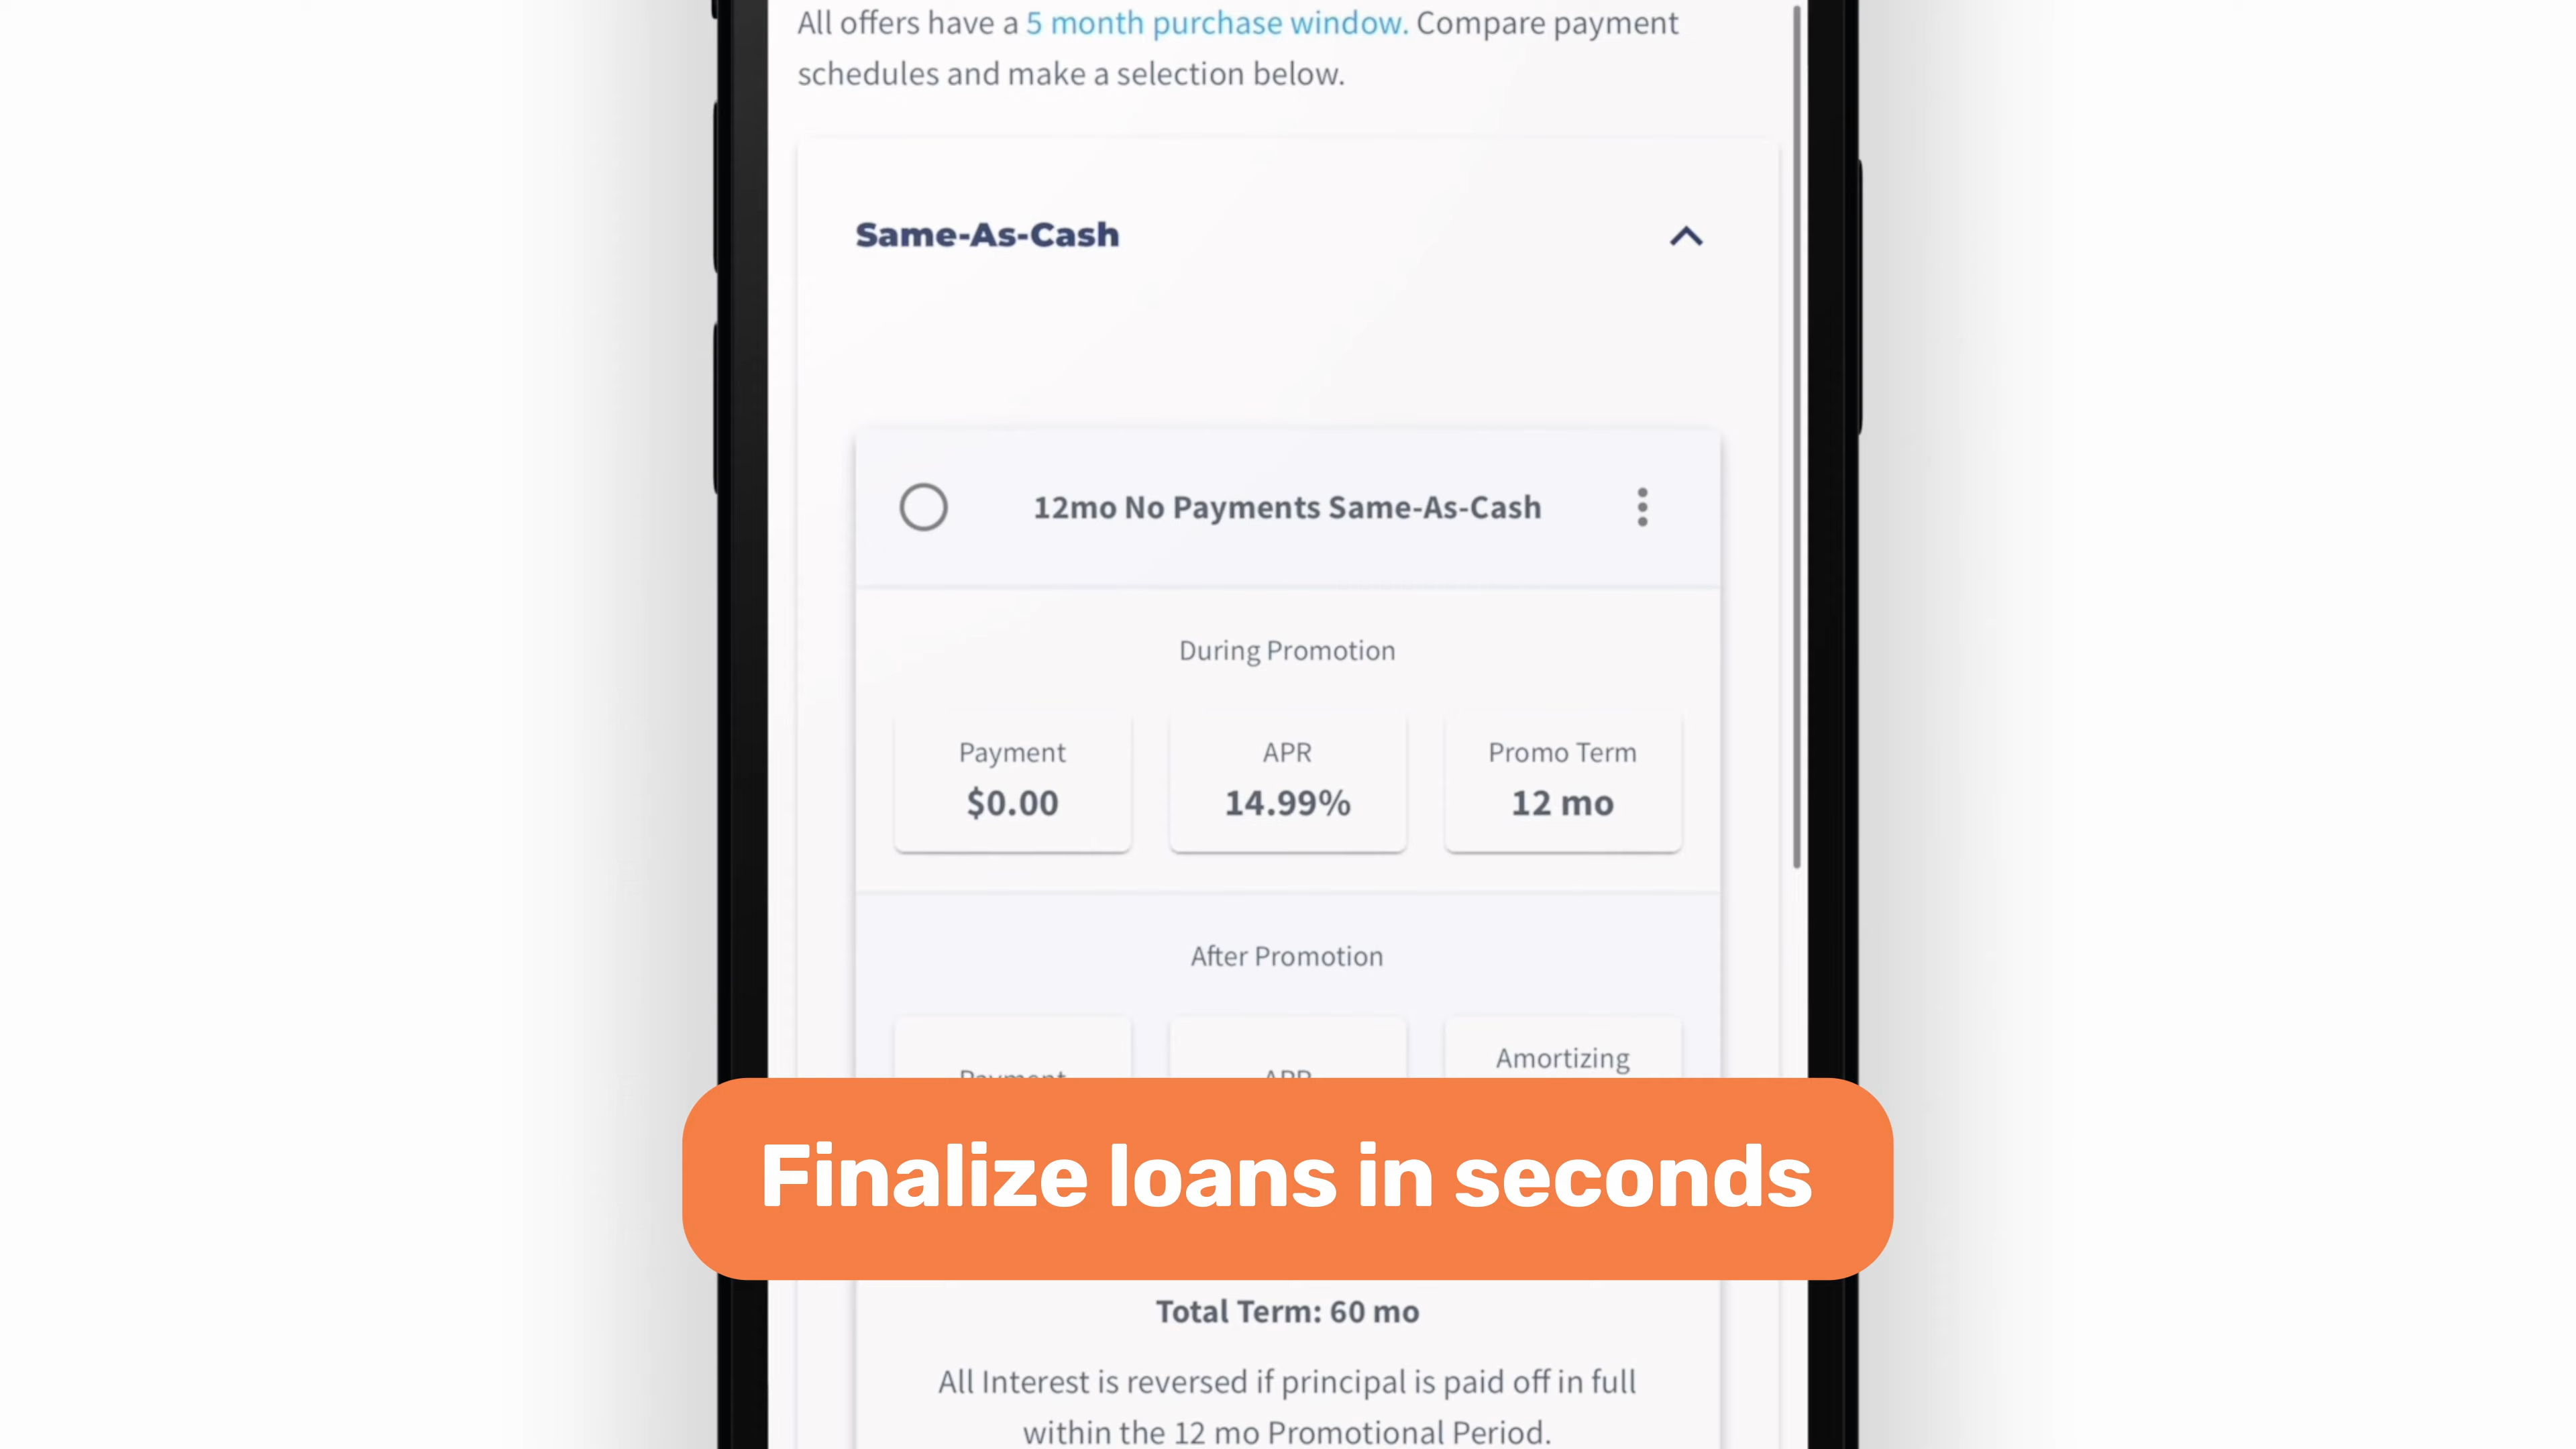 All offers have a 5 month purchase window. Compare payment
schedules and make a selection below.
Same-As-Cash
12mo No Payments Same-As-Cash
During Promotion
Payment
$0.00
APR
14.99%
Promo Term
12 mo
After Promotion
Payment
APR
Amortizing
Finalize loans in seconds
Total Term: 60 mo
All Interest is reversed if principal is paid off in full
within the 12 mo Promotional Period.